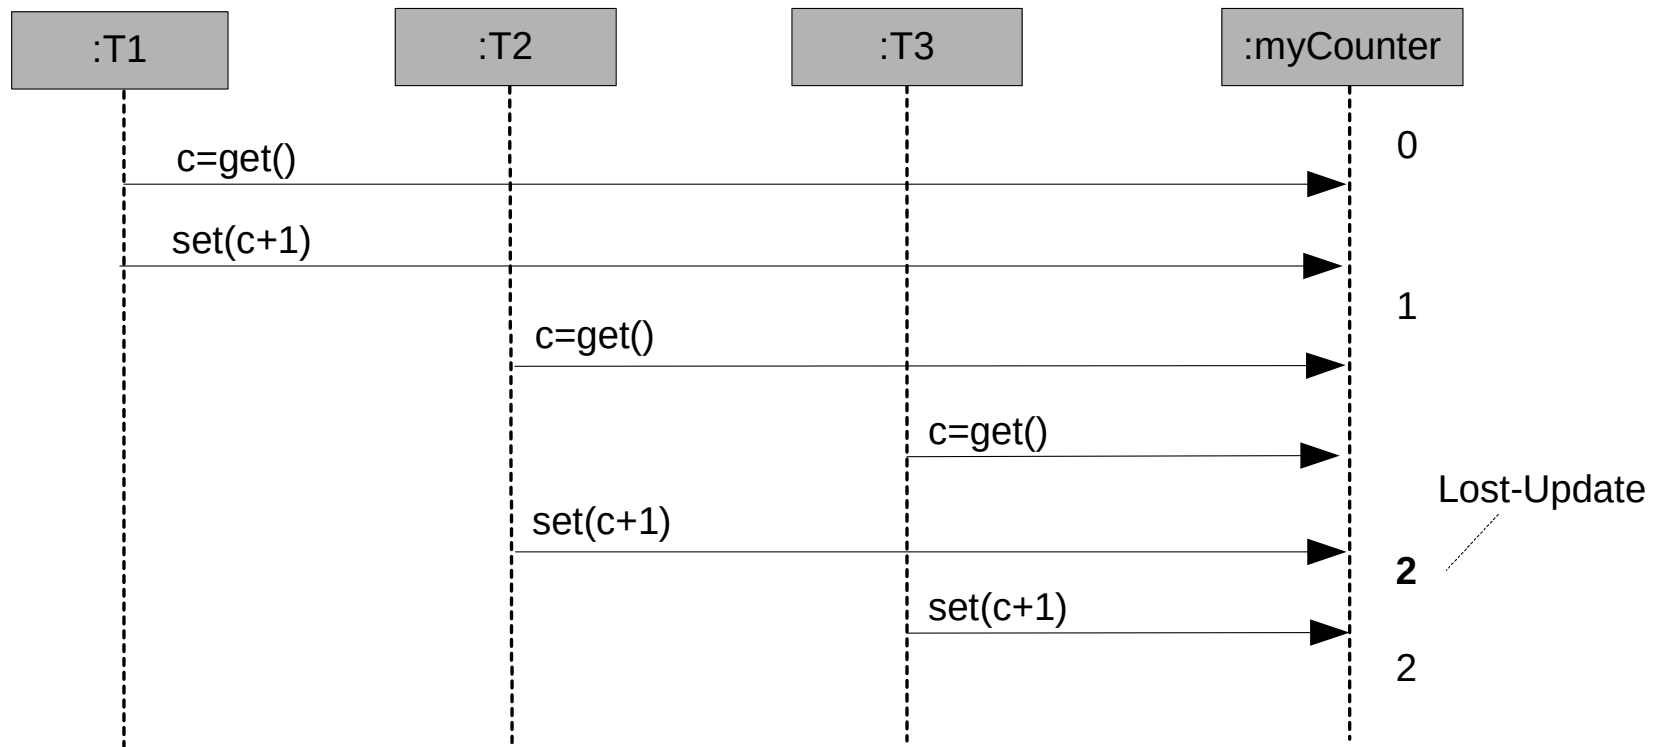 :T1
:T2
:T3
:myCounter
0
c=get()
set(c+1)
1
c=get()
c=get()
Lost-Update
set(c+1)
2
set(c+1)
2